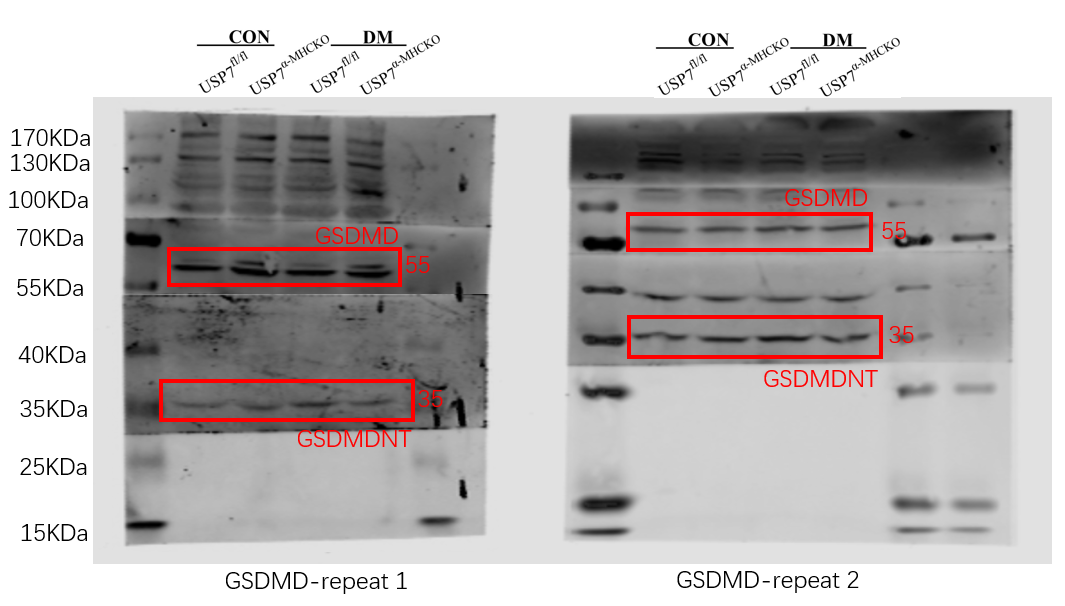 CON DM
USP7fl/fl USP7α-MHCKO USP7fl/fl USP7α-MHCKO
170KDa
130KDa
100KDa
70KDa
55KDa
40KDa
35KDa
25KDa
15KDa
GSDMD
55
35
GSDMDNT
GSDMD-repeat 1
CON DM
USP7fl/fl USP7α-MHCKO USP7fl/fl USP7α-MHCKO
GSDMD
55
35
GSDMDNT
GSDMD-repeat 2